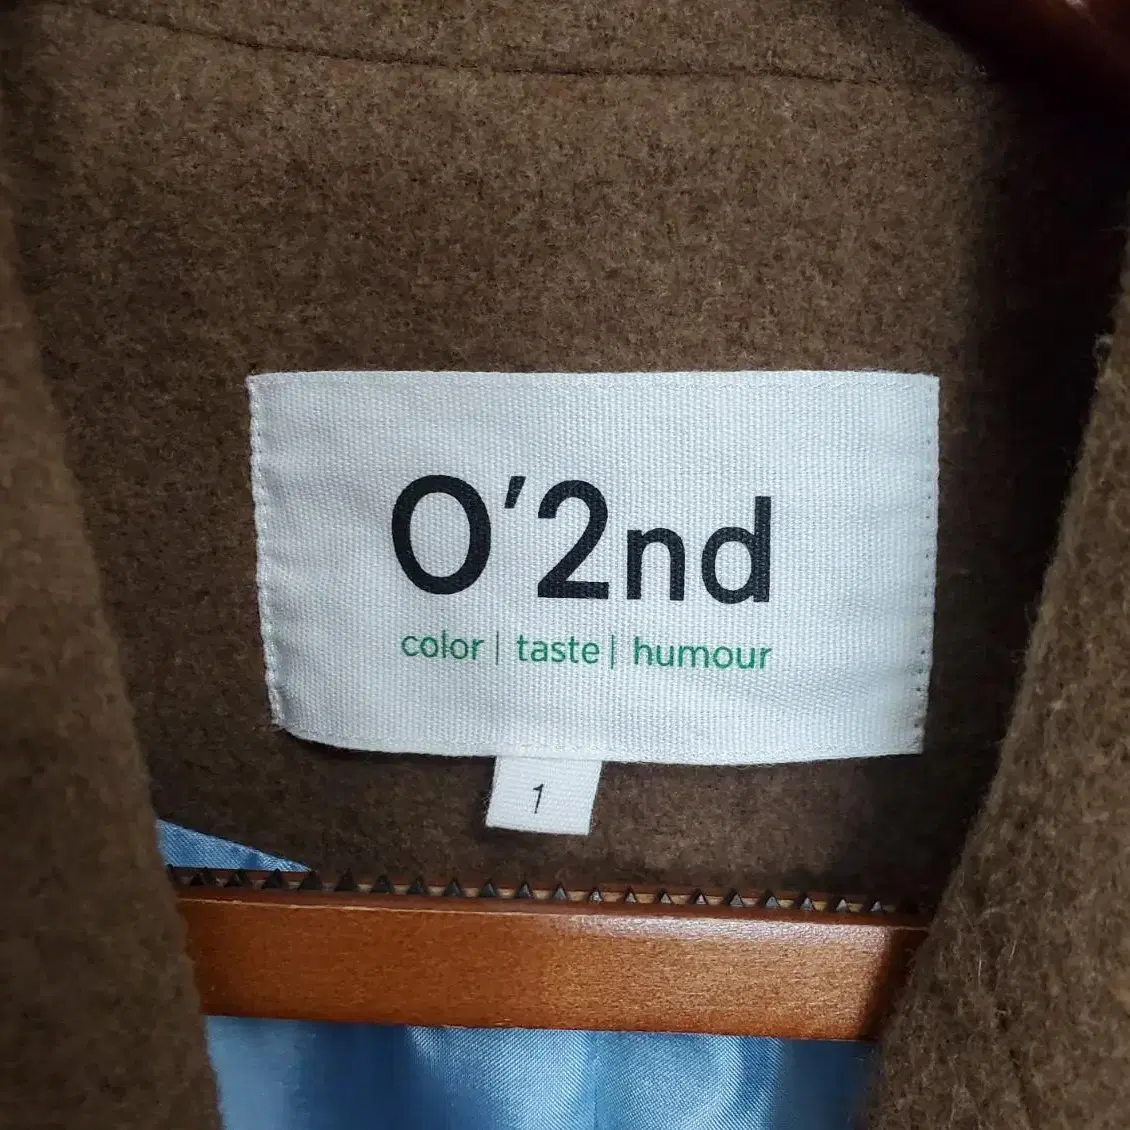 O'2nd
color | taste | humour
1